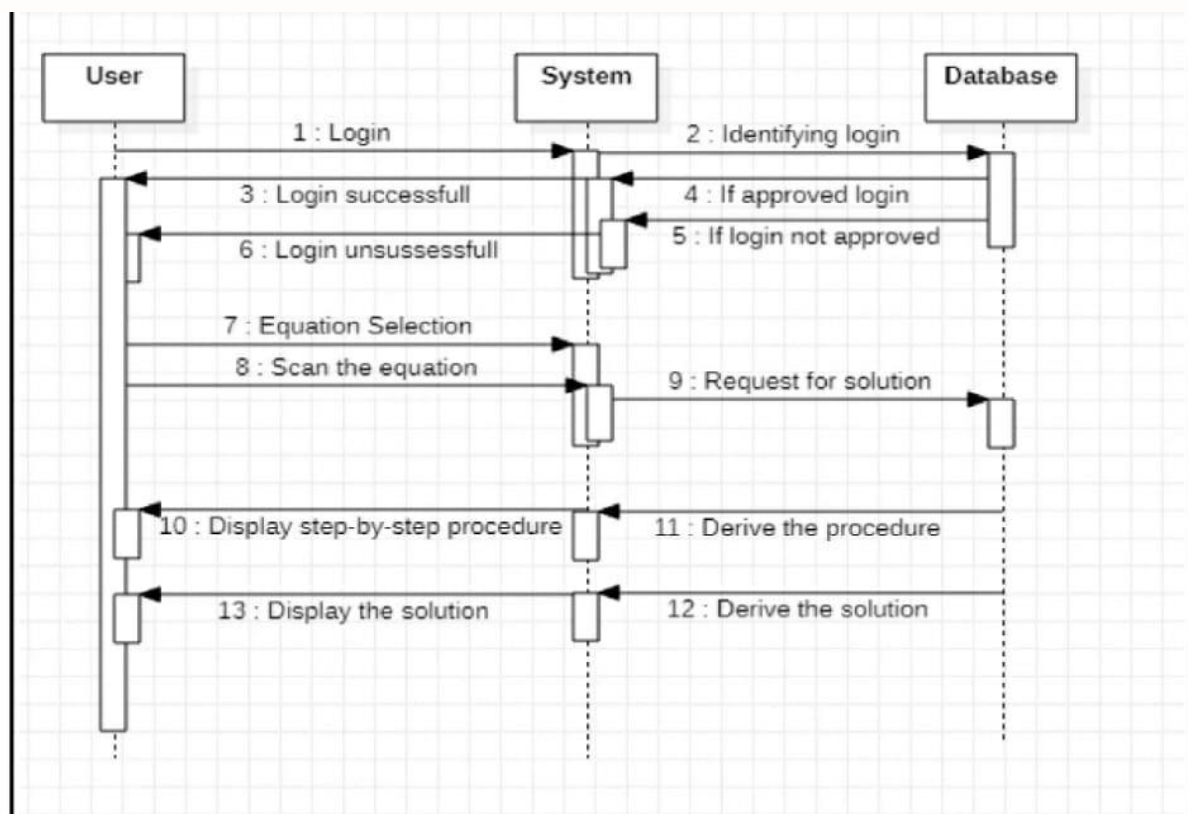 User
System
Database
1 : Login
2 : Identifying login
3 : Login successfull
4 : If approved login
5 : If login not approved
6 : Login unsussessfull
7 : Equation Selection
8 : Scan the equation
9 : Request for solution
10 : Display step-by-step procedure
11 : Derive the procedure
13 : Display the solution
12 : Derive the solution